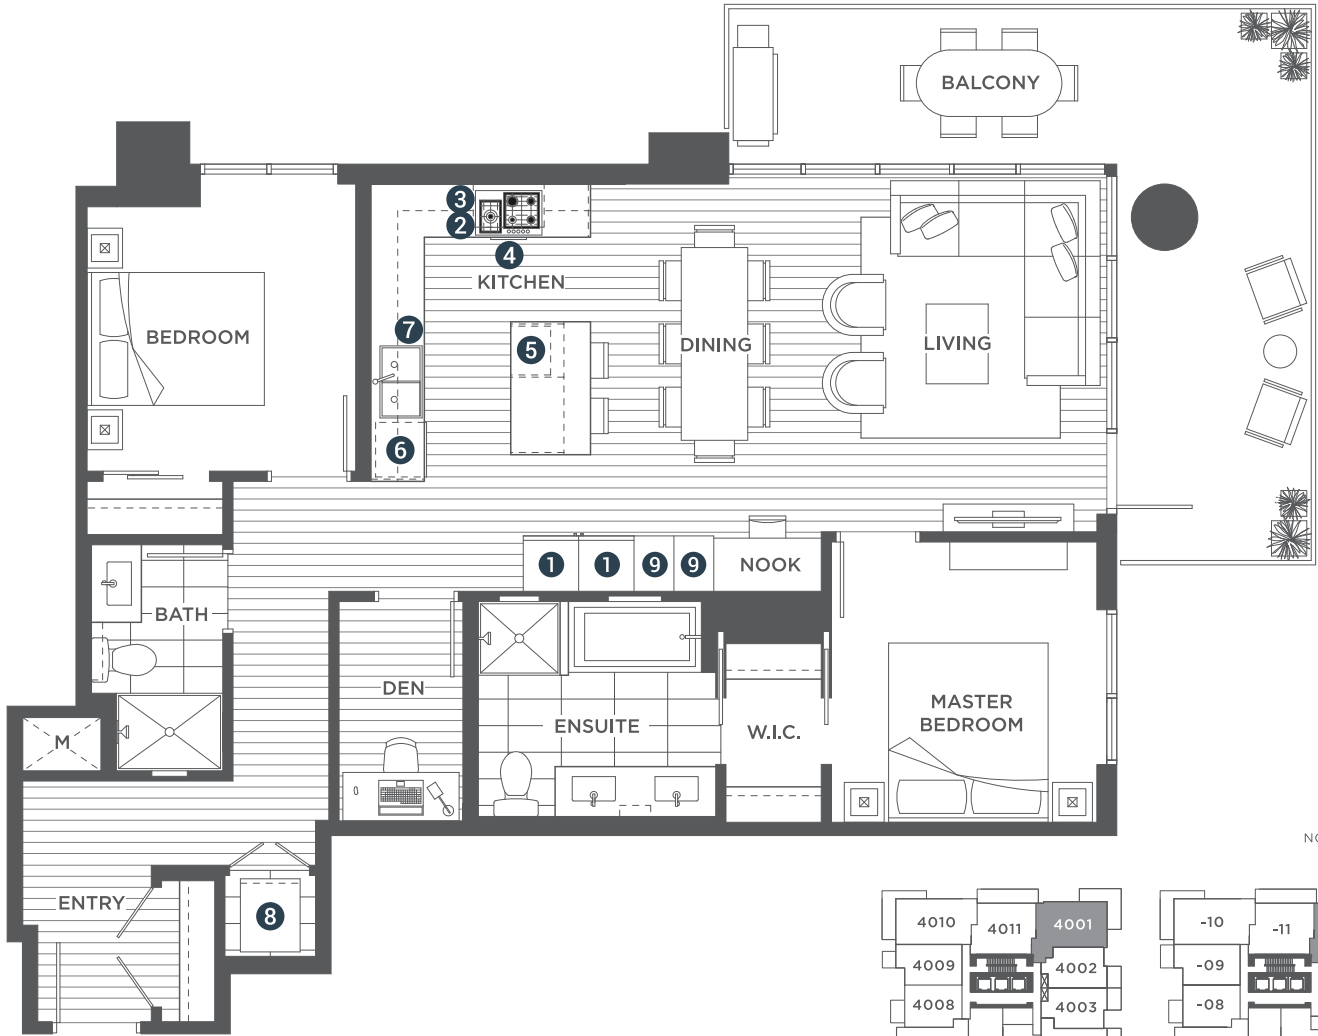 BALCONY
3
2
4
KITCHEN
BEDROOM
7
5
DINING
LIVING
6
1
1
9
9
NOOK
BATH
DEN
ENSUITE
W.I.C.
MASTER
BEDROOM
M
ENTRY
8
4010
4011
4001
4009
4002
4008
4003
-10
-11
-09
-08